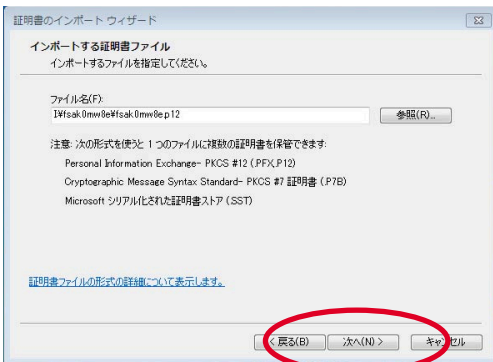 証明書のインポート ウィザード
インポートする証明書ファイル
インポートするファイルを指定してください。
ファイル名(F):
I¥fsak0mw8e¥fsak0mw8e.p12
参照(R)...
注意: 次の形式を使うと 1 つのファイルに複数の証明書を保管できます:
Personal Information Exchange- PKCS #12 (.PFX,.P12)
Cryptographic Message Syntax Standard- PKCS #7 証明書 (.P7B)
Microsoft シリアル化された証明書ストア (.SST)
証明書ファイルの形式の詳細について表示します。
< 戻る(B)
次へ(N) >
キャンセル